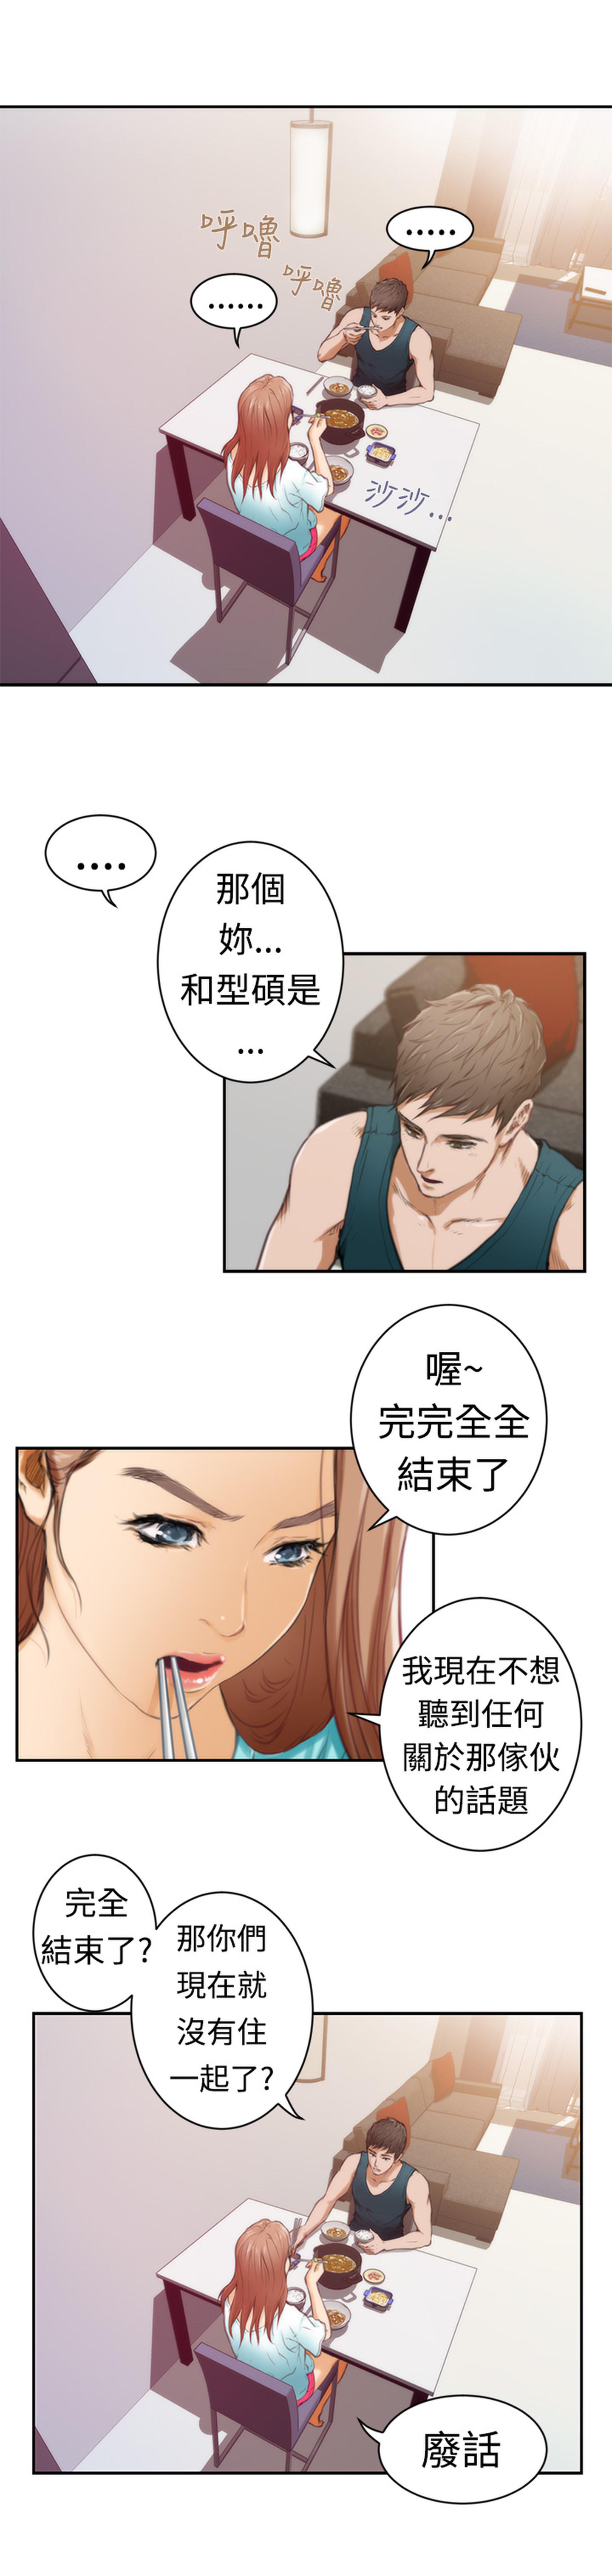 呼嚕
呼嚕
.....
......
沙沙...
....
那個
妳...
和型碩是
...
喔~
完完全全
結束了
我現在不想
聽到任何
關於那傢伙
的話題
完全
結束了?
那你們
現在就
沒有住
一起了?
廢話